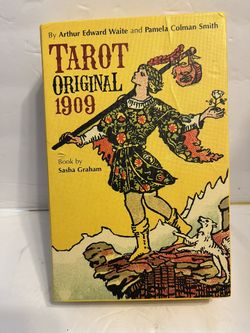 By Arthur Edward Waite and Pamela Colman Smith
TAROT
ORIGINAL
1909
Book by
Sasha Graham